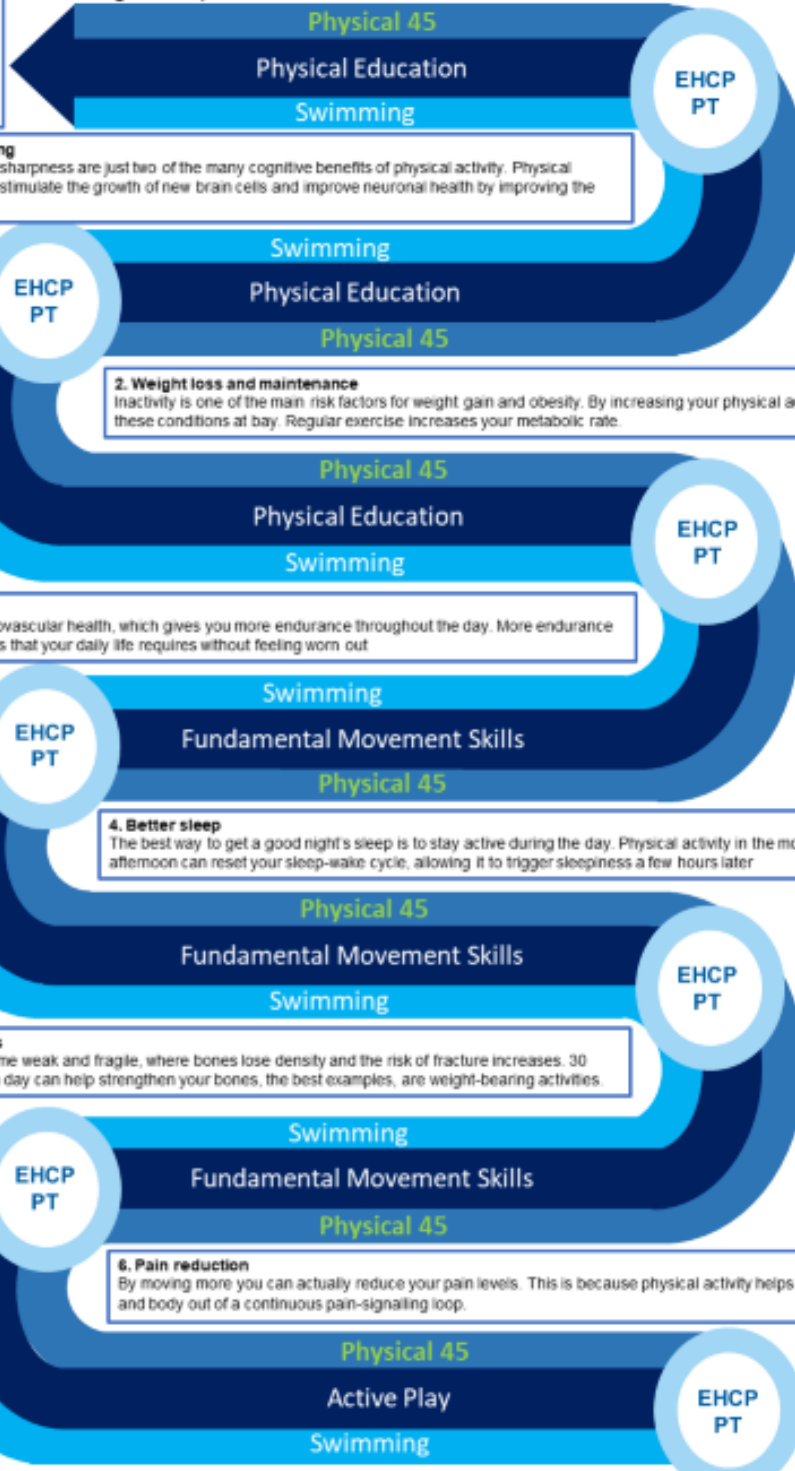 Physical 45
Physical Education
Swimming
EHCP
PT
sharpness are just two of the many cognitive benefits of physical activity. Physical
stimulate the growth of new brain cells and improve neuronal health by improving the
Swimming
Physical Education
Physical 45
EHCP
PT
2. Weight loss and maintenance
Inactivity is one of the main risk factors for weight gain and obesity. By increasing your physical
these conditions at bay. Regular exercise increases your metabolic rate.
Physical 45
Physical Education
Swimming
EHCP
PT
ovascular health, which gives you more endurance throughout the day. More endurance
s that your daily life requires without feeling worn out
Swimming
Fundamental Movement Skills
Physical 45
EHCP
PT
4. Better sleep
The best way to get a good night's sleep is to stay active during the day. Physical activity in the
afternoon can reset your sleep-wake cycle, allowing it to trigger sleepiness a few hours later
Physical 45
Fundamental Movement Skills
Swimming
EHCP
PT
me weak and fragile, where bones lose density and the risk of fracture increases. 30
day can help strengthen your bones, the best examples, are weight-bearing activities.
Swimming
Fundamental Movement Skills
Physical 45
EHCP
PT
6. Pain reduction
By moving more you can actually reduce your pain levels. This is because physical activity helps
and body out of a continuous pain-signalling loop.
Physical 45
Active Play
Swimming
EHCP
PT